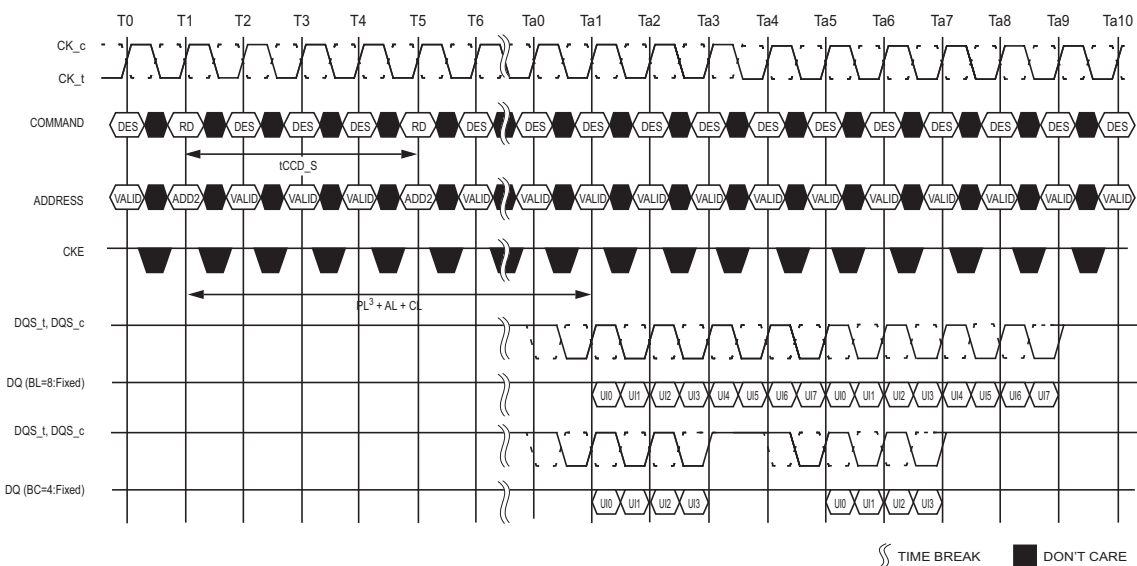 T0 T1 T2 T3 T4 T5 T6 Ta0 Ta1 Ta2 Ta3 Ta4 Ta5 Ta6 Ta7 Ta8 Ta9 Ta10
CK_c
CK_t
COMMAND DES RD DES DES DES RD DES DES DES DES DES DES DES DES DES DES DES DES
tCCD_S
ADDRESS VALID ADD2 VALID VALID VALID ADD2 VALID VALID VALID VALID VALID VALID VALID VALID VALID VALID VALID VALID
CKE
PL3 + AL + CL
DQS_t, DQS_c
DQ (BL=8:Fixed) UI0 UI1 UI2 UI3 UI4 UI5 UI6 UI7 UI0 UI1 UI2 UI3 UI4 UI5 UI6 UI7
DQS_t, DQS_c
DQ (BC=4:Fixed) UI0 UI1 UI2 UI3 UI0 UI1 UI2 UI3
TIME BREAK DON'T CARE